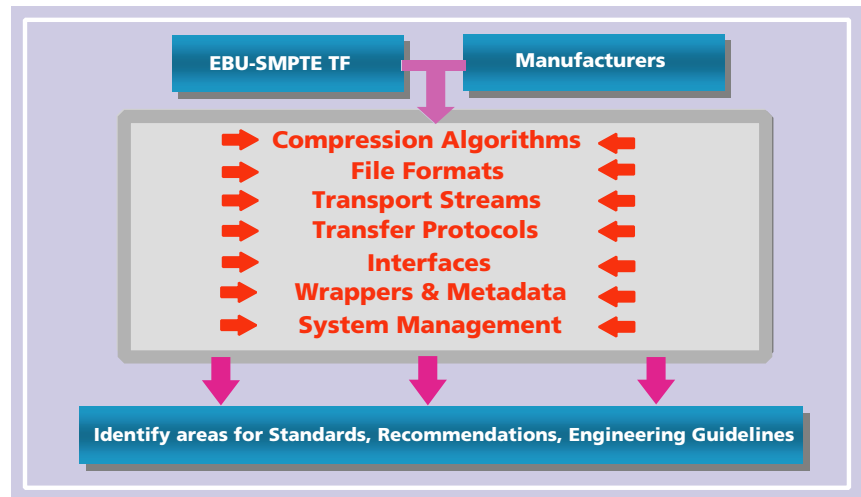 EBU-SMPTE TF
Manufacturers
Compression Algorithms
File Formats
Transport Streams
Transfer Protocols
Interfaces
Wrappers & Metadata
System Management
Identify areas for Standards, Recommendations, Engineering Guidelines